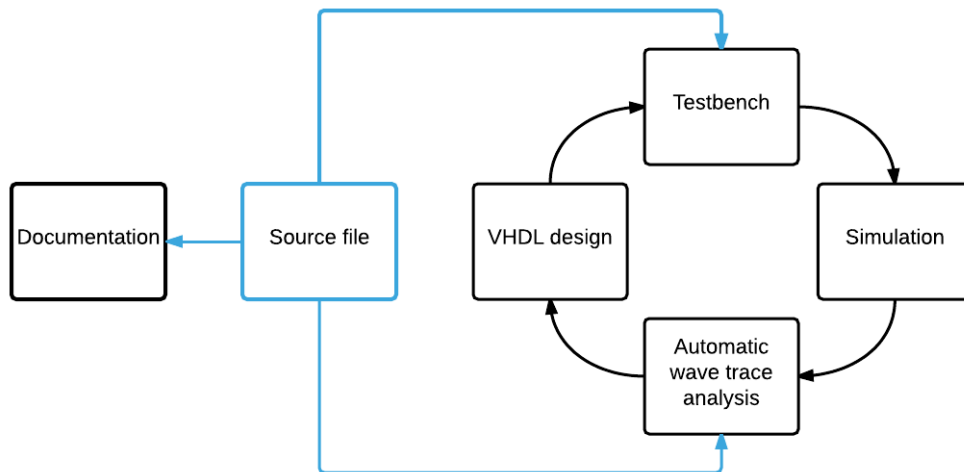 Testbench
Documentation
Source file
VHDL design
Simulation
Automatic
wave trace
analysis